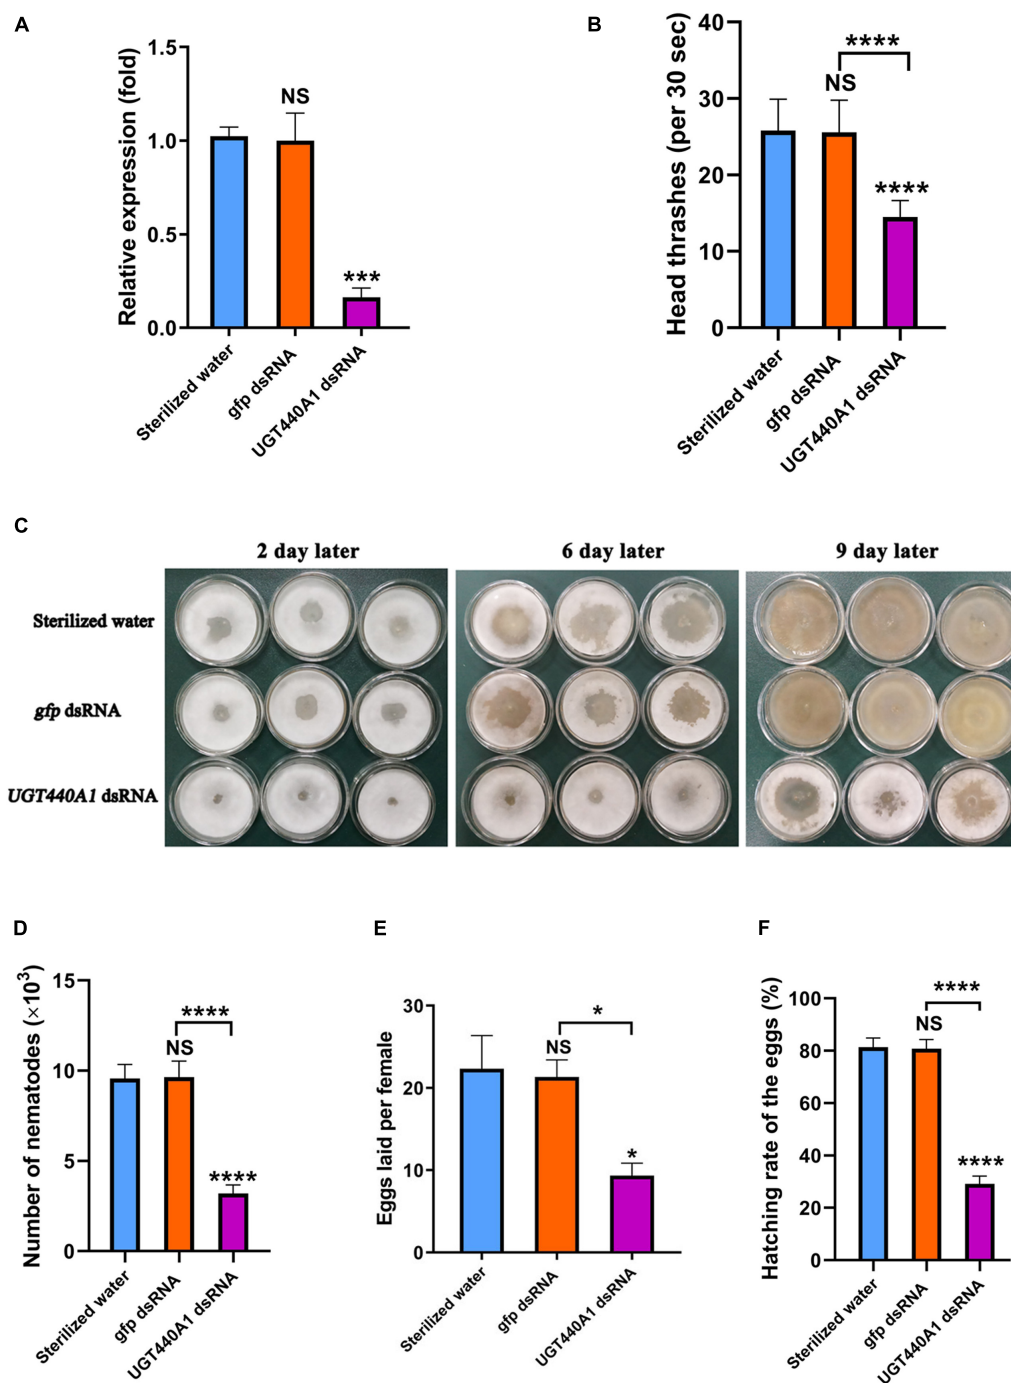 A
Relative expression (fold)
1.5
1.0
0.5
0.0
NS
***
Sterilized water
gfp dsRNA
UGT440A1 dsRNA
B
Head thrashes (per 30 sec)
40
30
20
10
0
****
NS
****
Sterilized water
gfp dsRNA
UGT440A1 dsRNA
C
2 day later
6 day later
9 day later
Sterilized water
gfp dsRNA
UGT440A1 dsRNA
D
Number of nematodes (×10³)
15
10
5
0
****
NS
****
Sterilized water
gfp dsRNA
UGT440A1 dsRNA
E
Eggs laid per female
30
20
10
0
*
NS
*
Sterilized water
gfp dsRNA
UGT440A1 dsRNA
F
Hatching rate of the eggs (%)
100
80
60
40
20
0
****
NS
****
Sterilized water
gfp dsRNA
UGT440A1 dsRNA